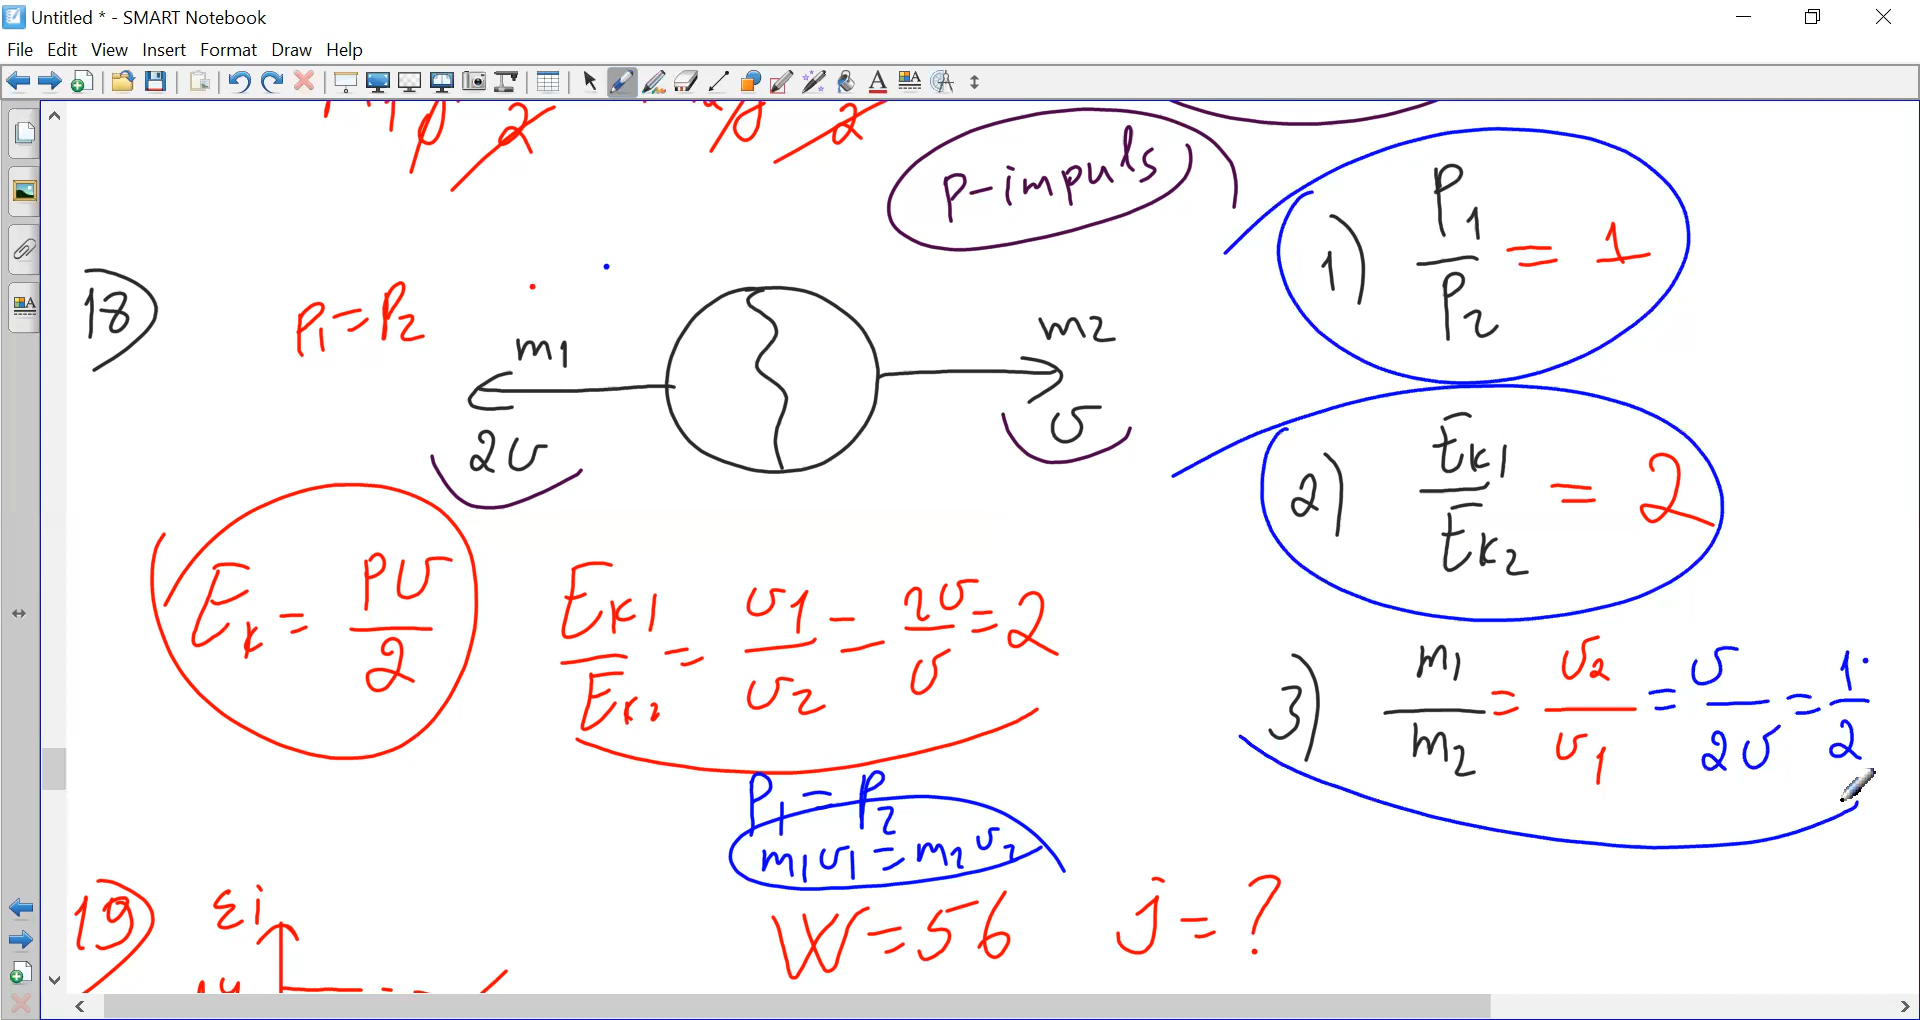 Untitled * - SMART Notebook
File Edit View Insert Format Draw Help
P-impuls
1) P1/P2 = 1
18) P1 = P2
m1
m2
2υ
υ
2) Ek1/Ek2 = 2
Ek = Pυ/2
Ek1/Ek2 = υ1/υ2 = 2υ/υ = 2
3) m1/m2 = υ2/υ1 = υ/2υ = 1/2
P1 = P2
m1υ1 = m2υ2
19) εi
W = 56 j = ?